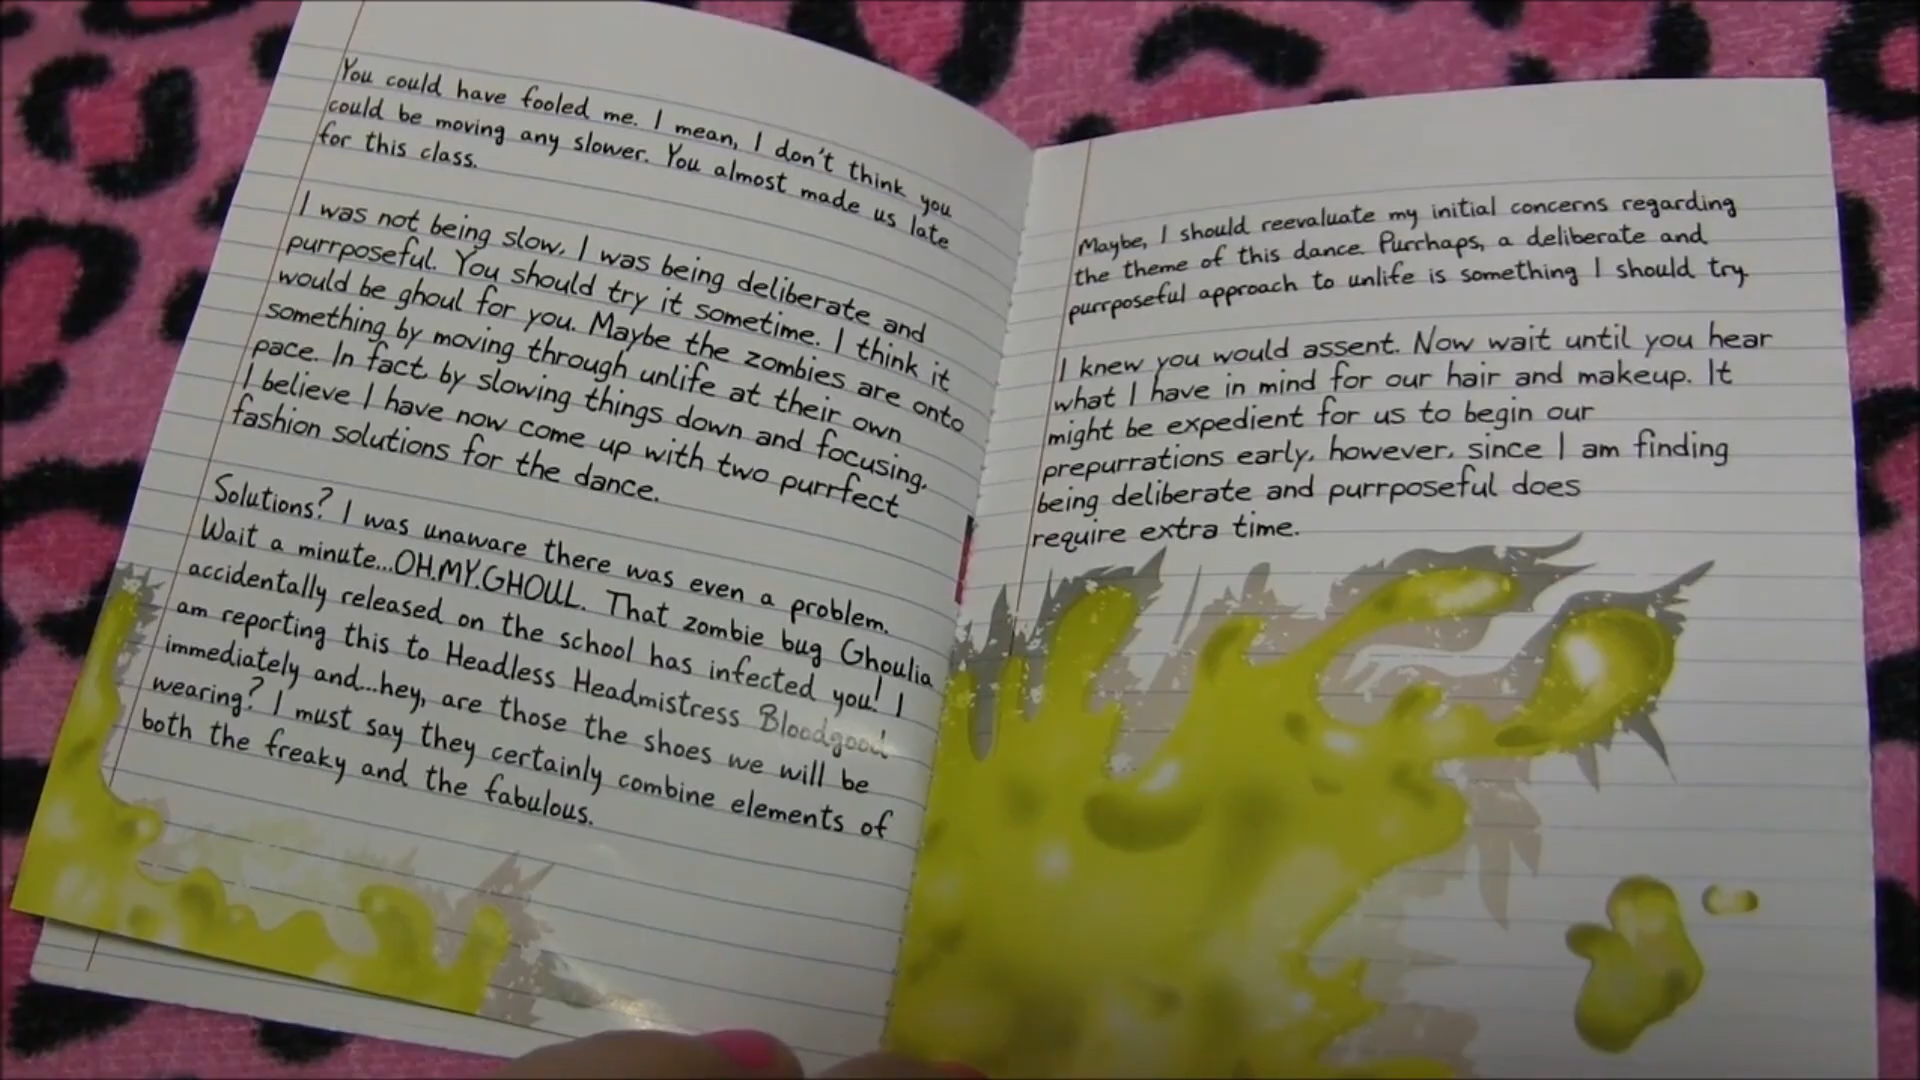 You could have fooled me. I mean, I don't think you
could be moving any slower. You almost made us late
for this class.
I was not being slow, I was being deliberate and
purrposeful. You should try it sometime. I think it
would be ghoul for you. Maybe the zombies are onto
something by moving through unlife at their own
pace. In fact, by slowing things down and focusing,
I believe I have now come up with two purrfect
fashion solutions for the dance.
Solutions? I was unaware there was even a problem.
Wait a minute...OH.MY.GHOUL. That zombie bug Ghoulia
accidentally released on the school has infected you! I
am reporting this to Headless Headmistress Bloodgood
immediately and...hey, are those the shoes we will be
wearing? I must say they certainly combine elements of
both the freaky and the fabulous.
Maybe, I should reevaluate my initial concerns regarding
the theme of this dance. Purrhaps, a deliberate and
purrposeful approach to unlife is something I should try.
I knew you would assent. Now wait until you hear
what I have in mind for our hair and makeup. It
might be expedient for us to begin our
prepurrations early, however, since I am finding
being deliberate and purrposeful does
require extra time.